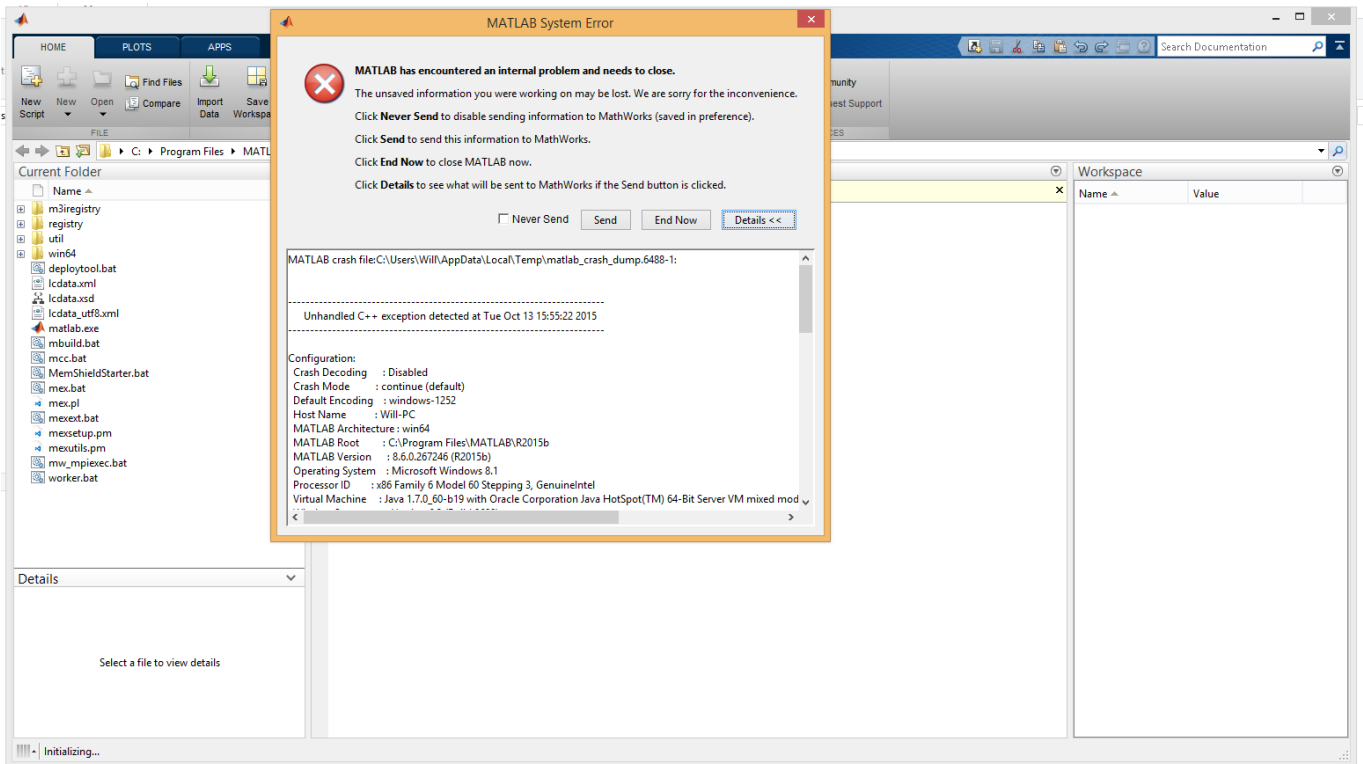 MATLAB System Error
HOME PLOTS APPS
Search Documentation
New Script
New
Open
Find Files
Compare
Import Data
Save
FILE
C: Program Files
Current Folder
Name
m3iregistry
registry
util
win64
deploytool.bat
lcdata.xml
lcdata.xsd
lcdata_utf8.xml
matlab.exe
mbuild.bat
mcc.bat
MemShieldStarter.bat
mex.bat
mex.pl
mexext.bat
mexsetup.pm
mexutils.pm
mw_mpiexec.bat
worker.bat
Details
Select a file to view details
Initializing...
MATLAB has encountered an internal problem and needs to close.
The unsaved information you were working on may be lost. We are sorry for the inconvenience.
Click Never Send to disable sending information to MathWorks (saved in preference).
Click Send to send this information to MathWorks.
Click End Now to close MATLAB now.
Click Details to see what will be sent to MathWorks if the Send button is clicked.
Never Send Send End Now Details <<
MATLAB crash file:C:\Users\Will\AppData\Local\Temp\matlab_crash_dump.6488-1:
------------------------------------------------------------------------
Unhandled C++ exception detected at Tue Oct 13 15:55:22 2015
------------------------------------------------------------------------
Configuration:
Crash Decoding : Disabled
Crash Mode : continue (default)
Default Encoding : windows-1252
Host Name : Will-PC
MATLAB Architecture : win64
MATLAB Root : C:\Program Files\MATLAB\R2015b
MATLAB Version : 8.6.0.267246 (R2015b)
Operating System : Microsoft Windows 8.1
Processor ID : x86 Family 6 Model 60 Stepping 3, GenuineIntel
Virtual Machine : Java 1.7.0_60-b19 with Oracle Corporation Java HotSpot(TM) 64-Bit Server VM mixed mod
Support
Workspace
Name Value